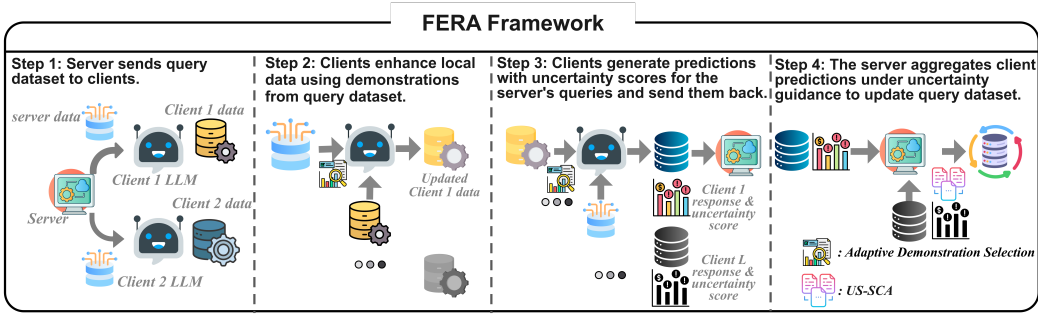 FERA Framework
Step 1: Server sends query
dataset to clients.
server data
Client 1 data
Client 1 LLM
Server
Client 2 data
Client 2 LLM
Step 2: Clients enhance local
data using demonstrations
from query dataset.
Updated
Client 1 data
Step 3: Clients generate predictions
with uncertainty scores for the
server's queries and send them back.
Client 1
response &
uncertainty
score
Client L
response &
uncertainty
score
Step 4: The server aggregates client
predictions under uncertainty
guidance to update query dataset.
: Adaptive Demonstration Selection
: US-SCA